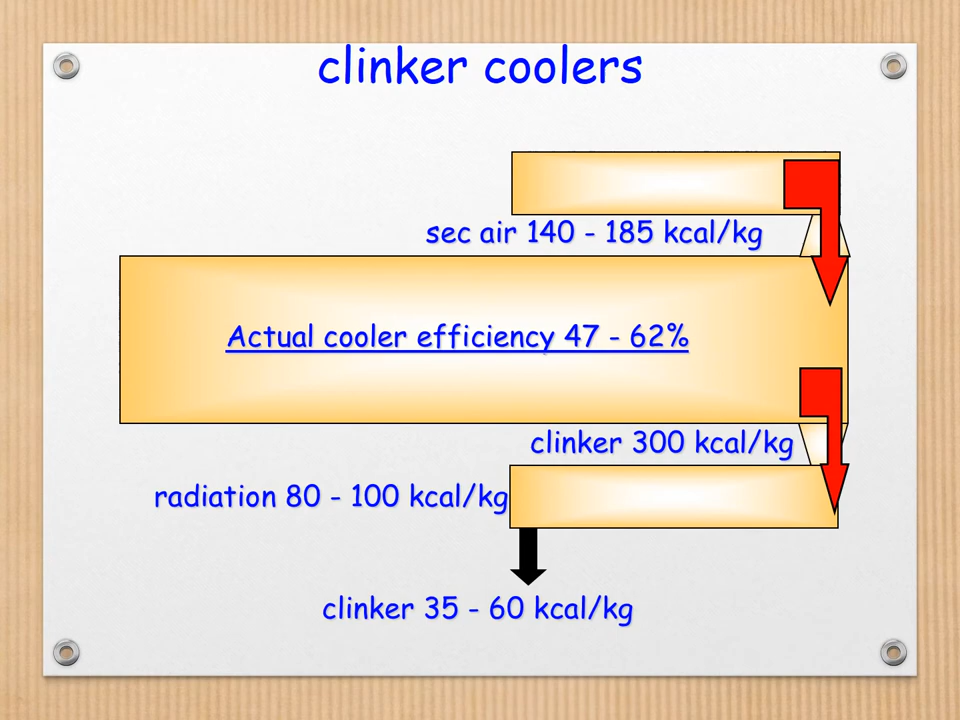 clinker coolers
sec air 140 - 185 kcal/kg
Actual cooler efficiency 47 - 62%
clinker 300 kcal/kg
radiation 80 - 100 kcal/kg
clinker 35 - 60 kcal/kg